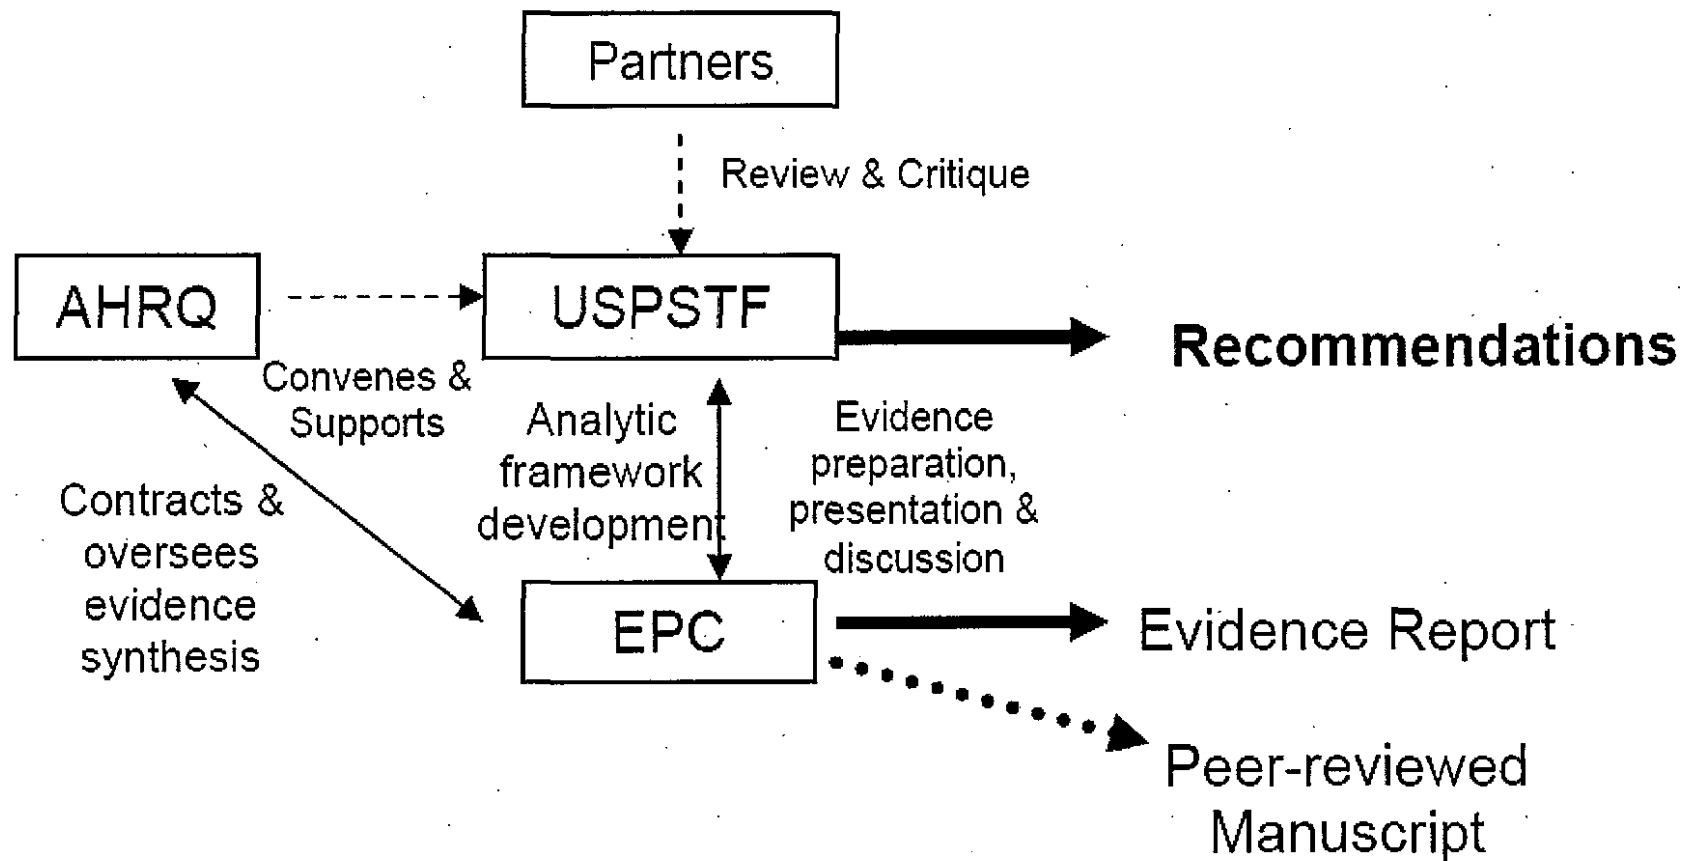 Partners
Review & Critique
AHRQ
USPSTF
Recommendations
Convenes &
Supports
Analytic
framework
development
Evidence
preparation,
presentation &
discussion
Contracts &
oversees
evidence
synthesis
EPC
Evidence Report
Peer-reviewed
Manuscript